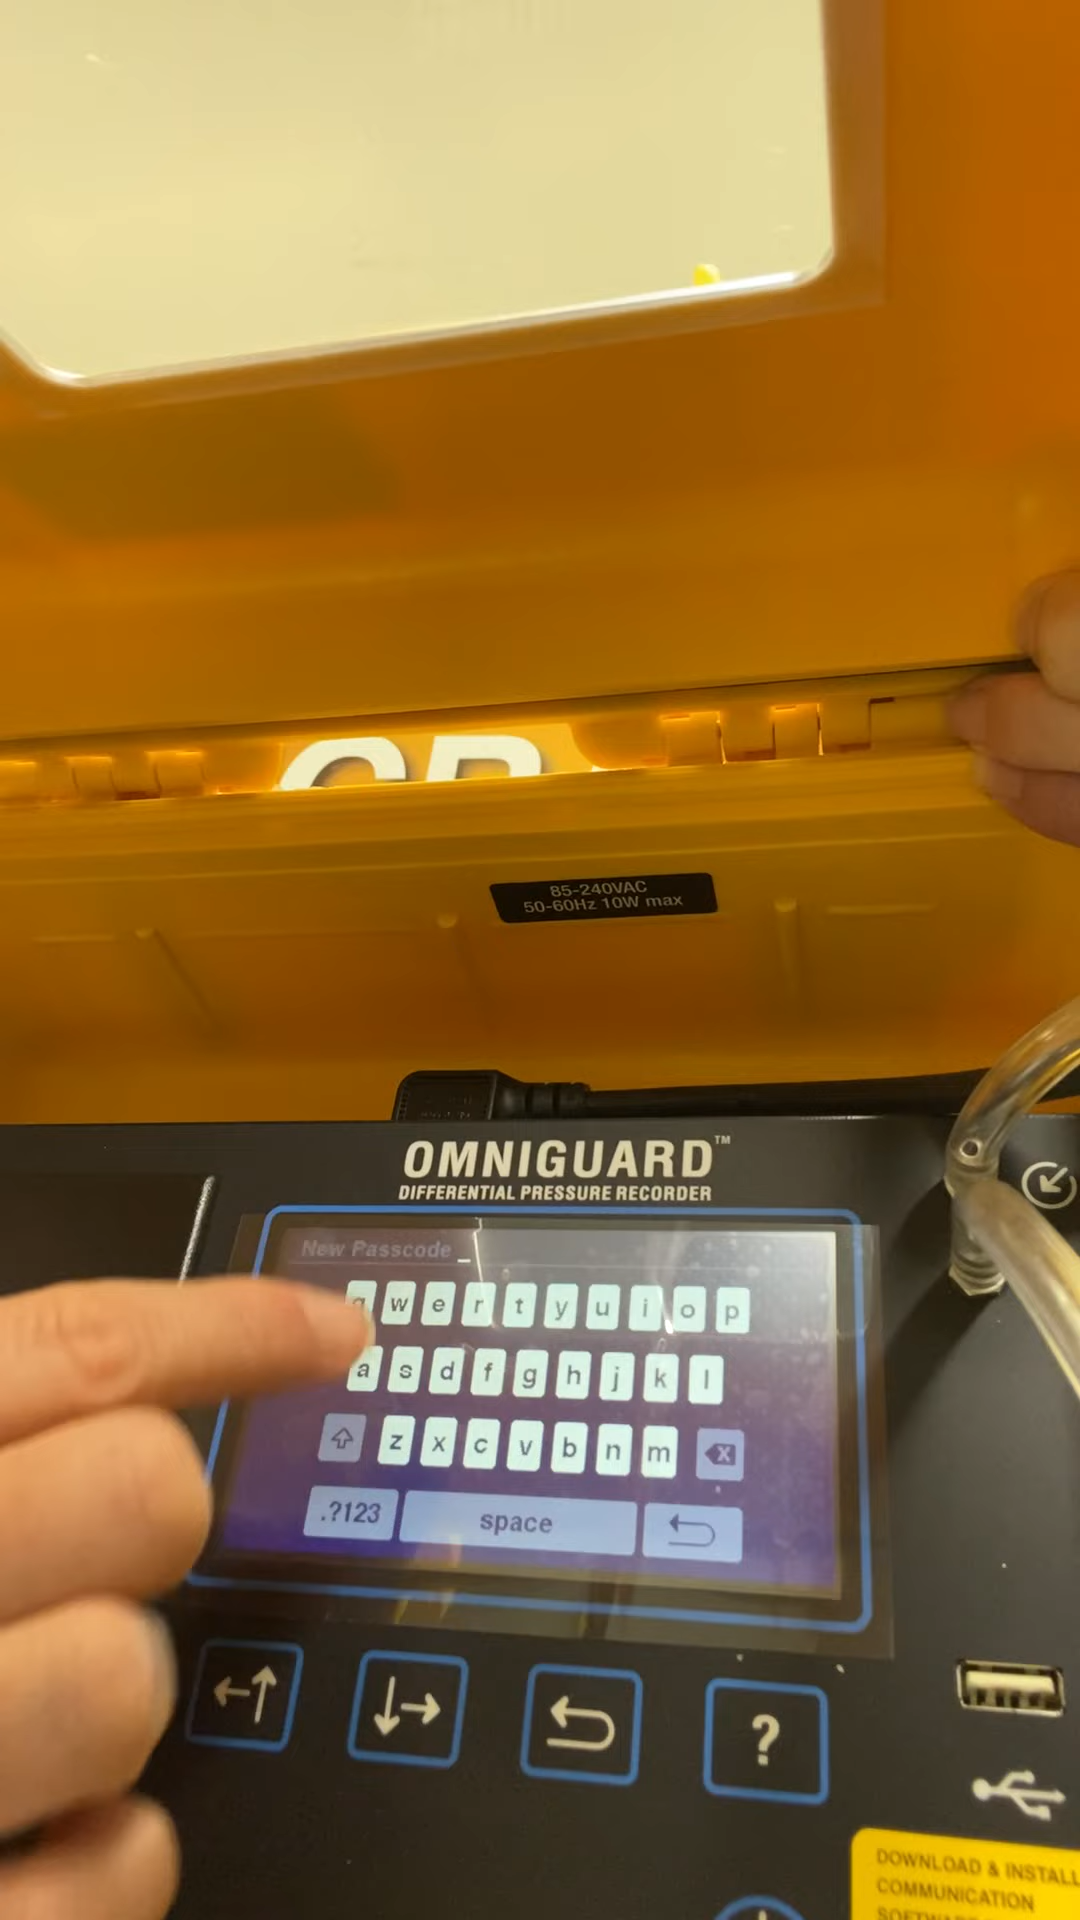 85-240VAC
50-60Hz 10W max
OMNIGUARD™
DIFFERENTIAL PRESSURE RECORDER
New Passcode _
q w e r t y u i o p
a s d f g h j k l
z x c v b n m
.?123 space
?
DOWNLOAD & INSTALL
COMMUNICATION